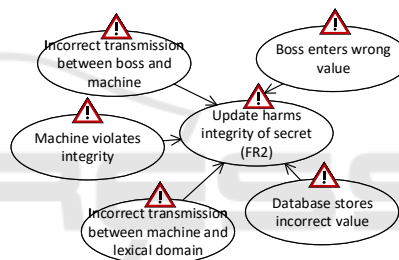 Incorrect transmission
between boss and
machine
Boss enters wrong
value
Update harms
integrity of secret
(FR2)
Machine violates
integrity
Incorrect transmission
between machine and
lexical domain
Database stores
incorrect value